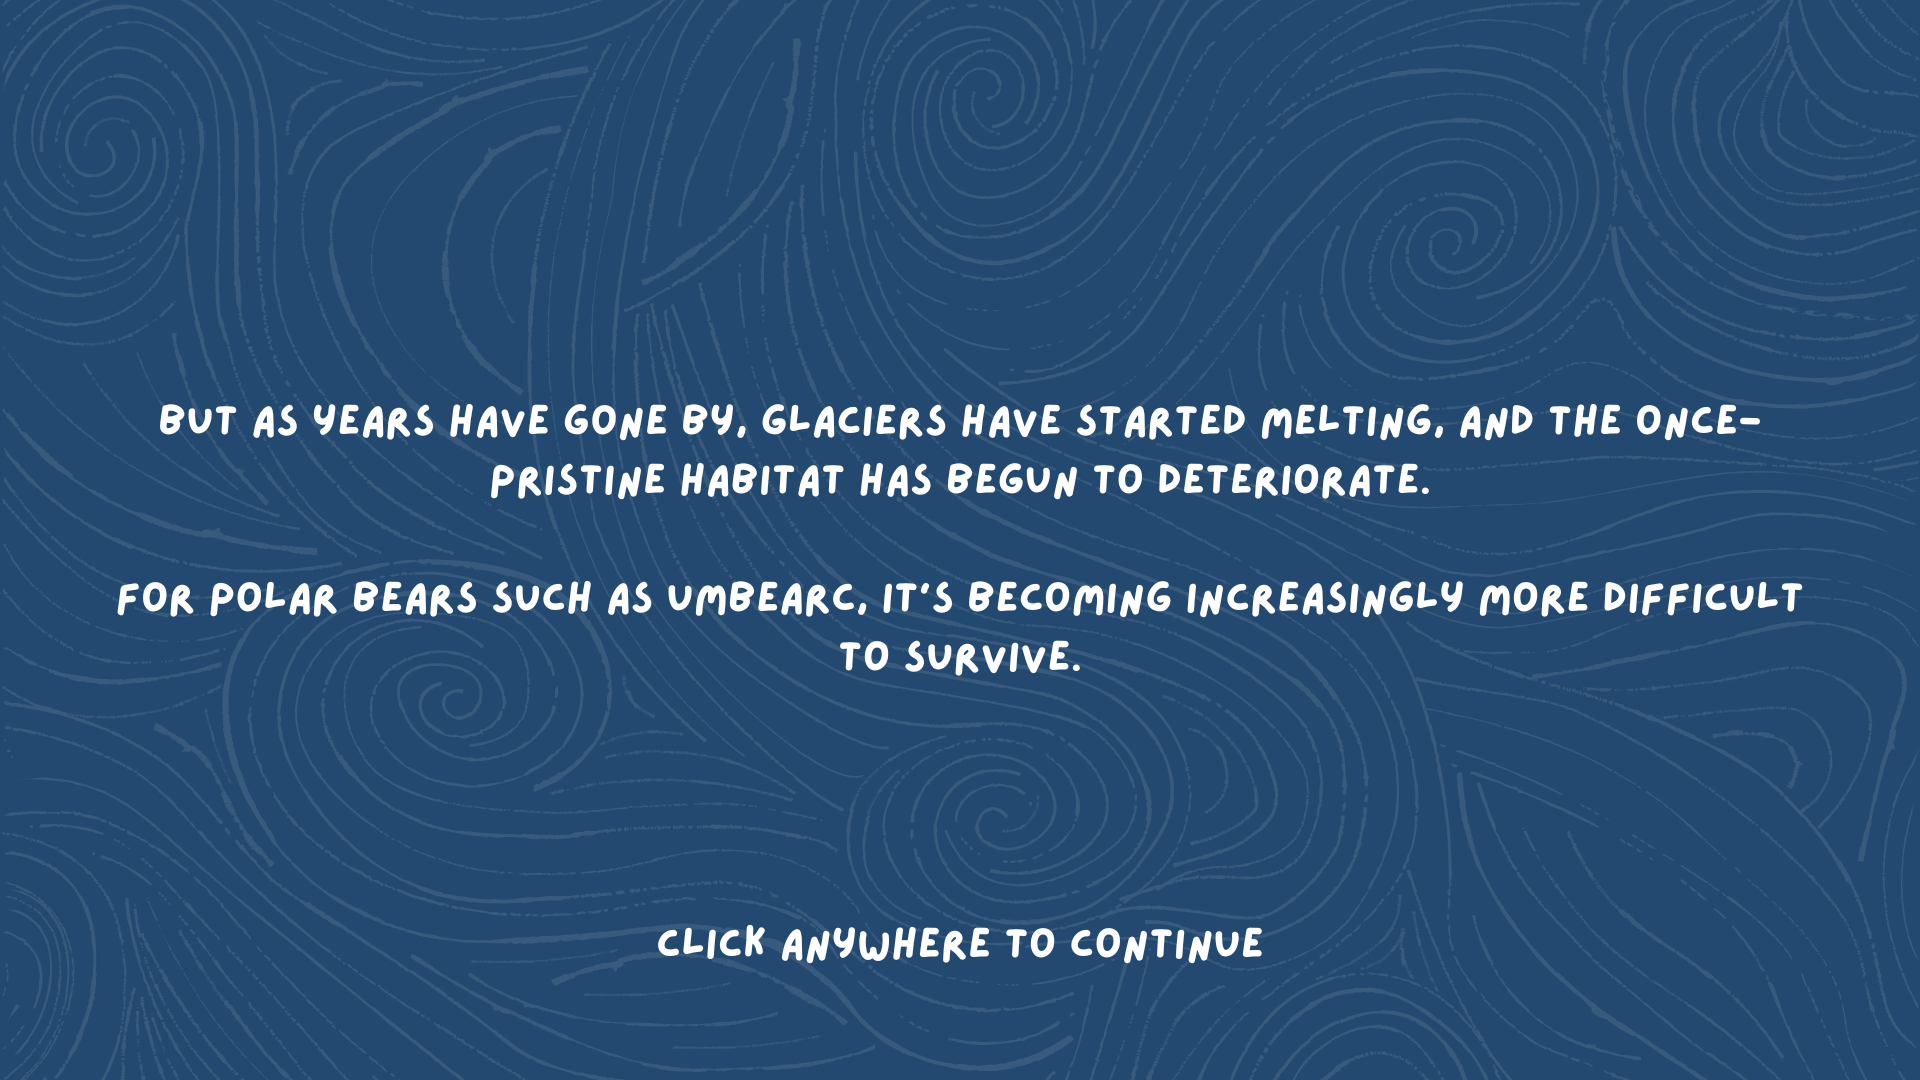 BUT AS YEARS HAVE GONE BY, GLACIERS HAVE STARTED MELTING, AND THE ONCE-
PRISTINE HABITAT HAS BEGUN TO DETERIORATE.
FOR POLAR BEARS SUCH AS UMBEARC, IT'S BECOMING INCREASINGLY MORE DIFFICULT
TO SURVIVE.
CLICK ANYWHERE TO CONTINUE